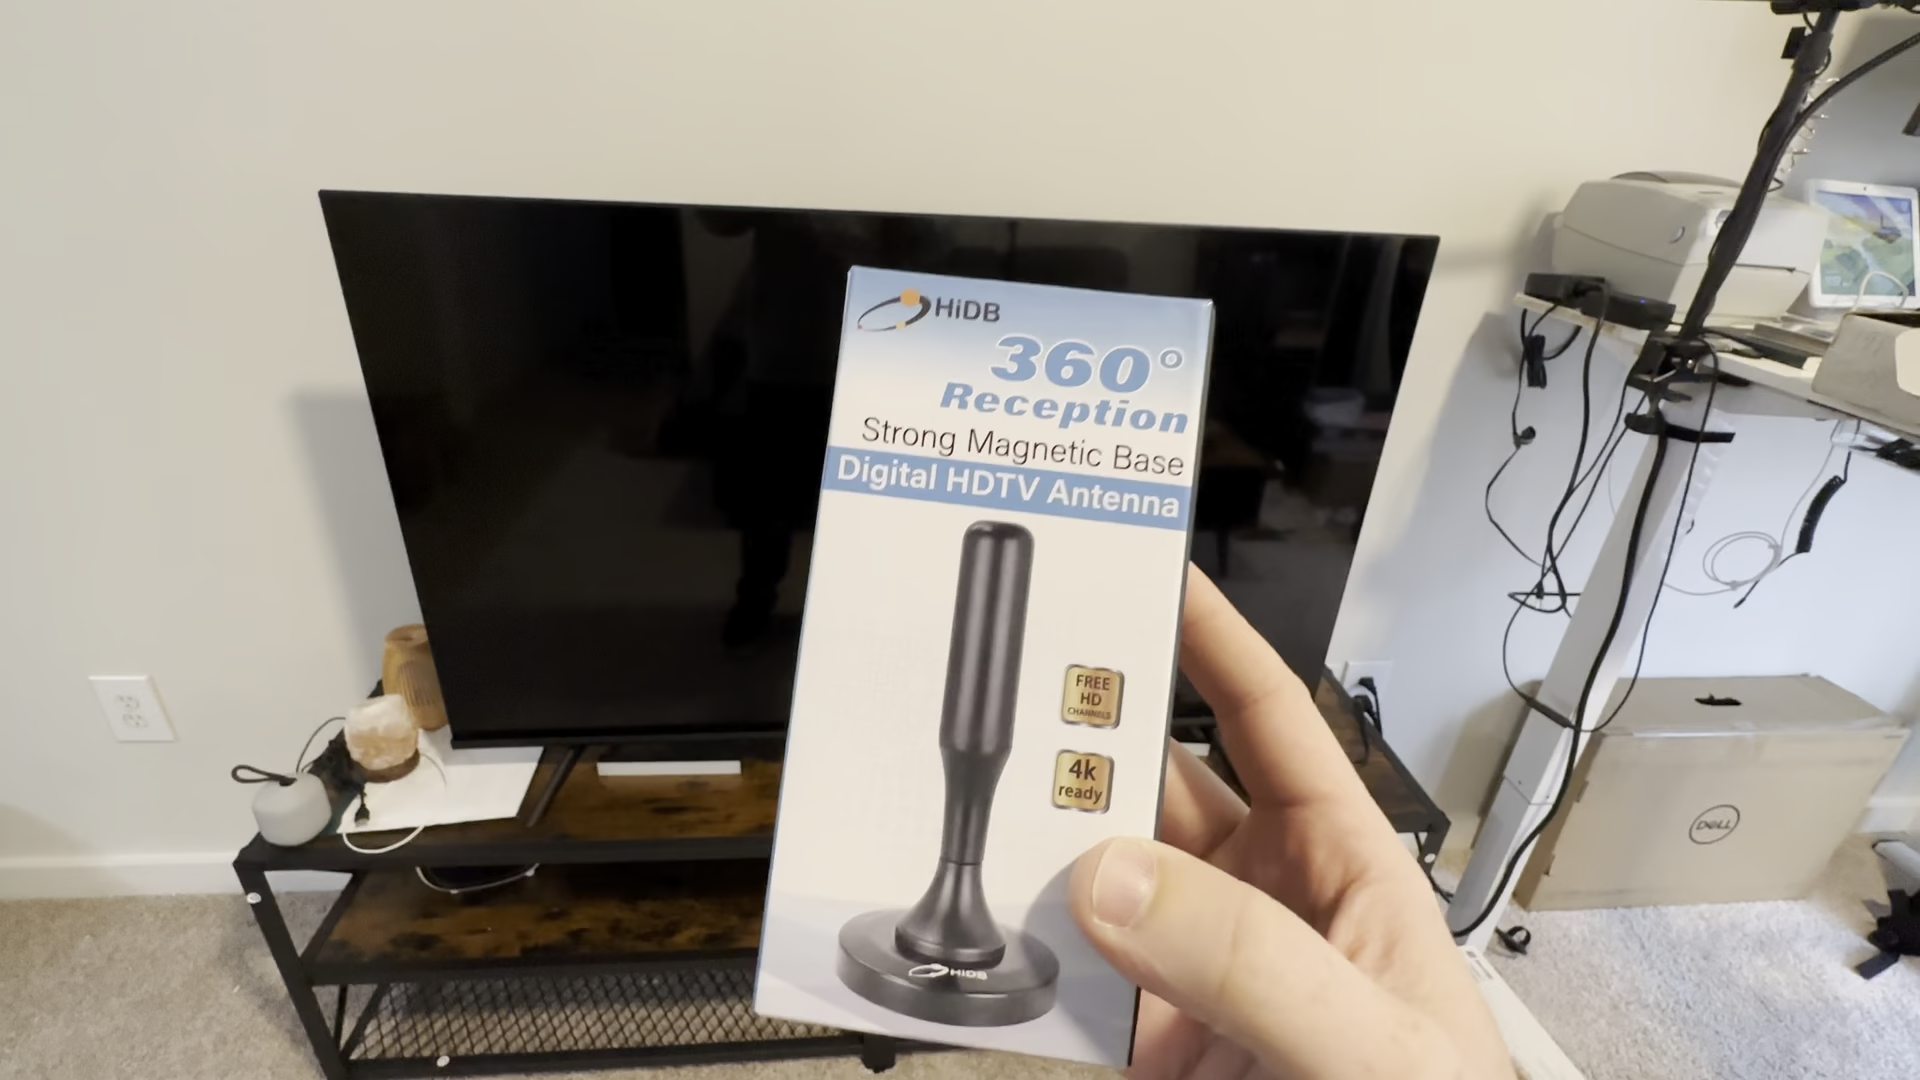 HiDB
360°
Reception
Strong Magnetic Base
Digital HDTV Antenna
FREE
HD
CHANNELS
4k
ready
HiDB
DELL